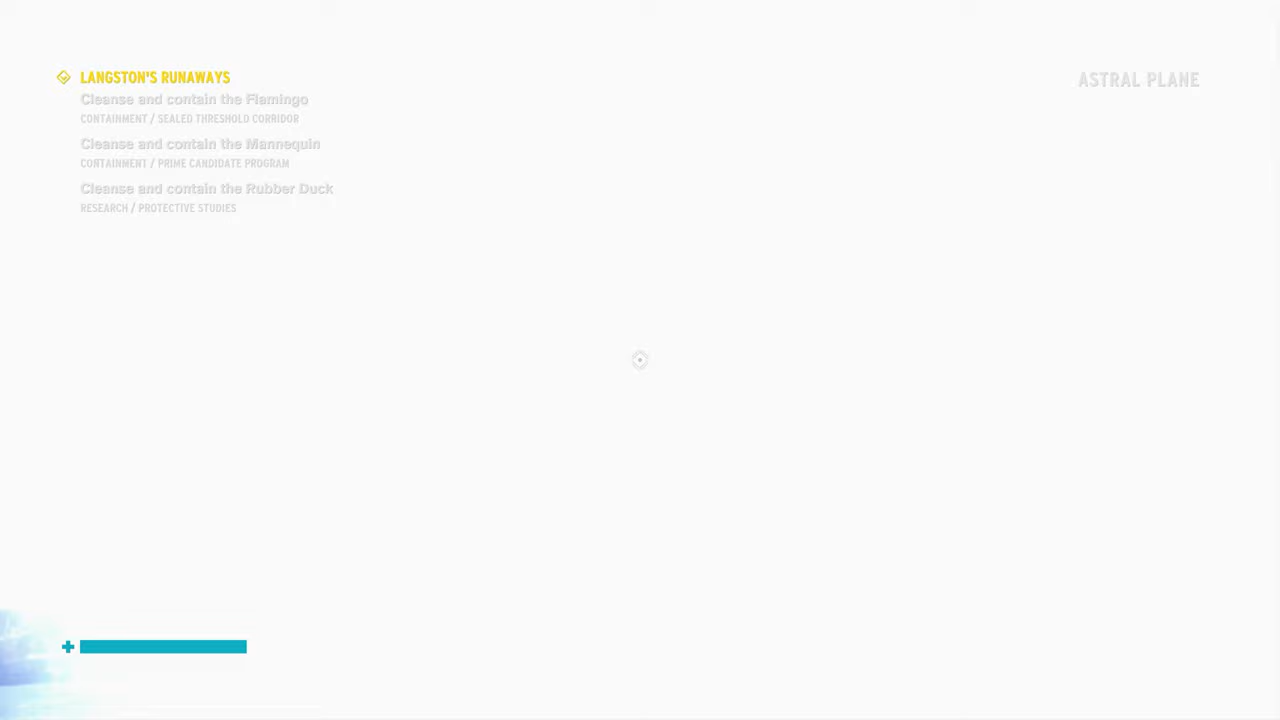 LANGSTON'S RUNAWAYS
ASTRAL PLANE
Cleanse and contain the Flamingo
CONTAINMENT / SEALED THRESHOLD CORRIDOR
Cleanse and contain the Mannequin
CONTAINMENT / PRIME CANDIDATE PROGRAM
Cleanse and contain the Rubber Duck
RESEARCH / PROTECTIVE STUDIES